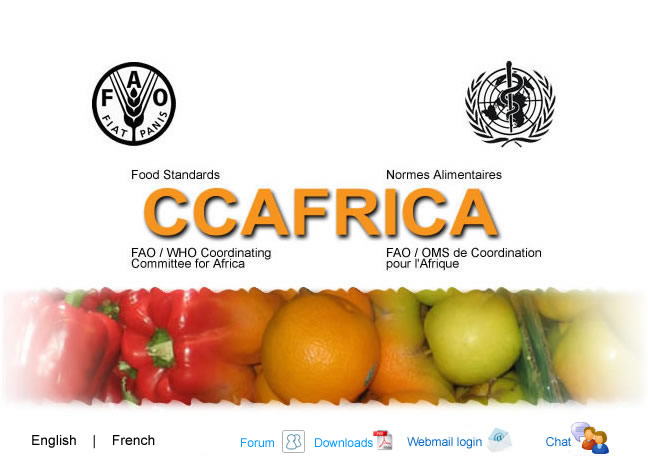 FAO
FIAT PANIS
Food Standards
Normes Alimentaires
CCAFRICA
FAO / WHO Coordinating
Committee for Africa
FAO / OMS de Coordination
pour l'Afrique
English | French
Forum
Downloads
Webmail login
Chat